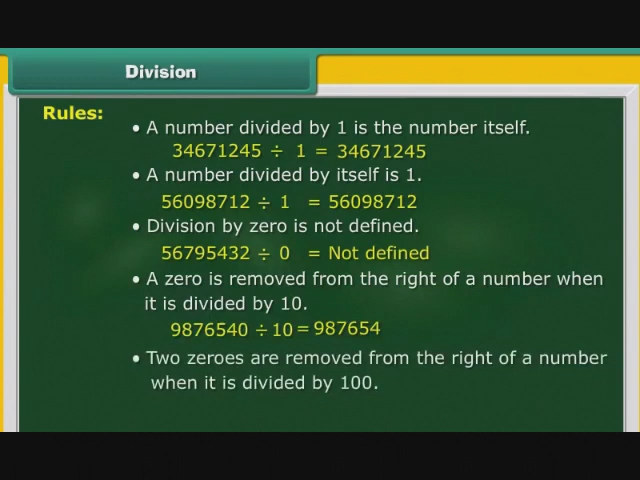 Division
Rules:
• A number divided by 1 is the number itself.
34671245 ÷ 1 = 34671245
• A number divided by itself is 1.
56098712 ÷ 1 = 56098712
• Division by zero is not defined.
56795432 ÷ 0 = Not defined
• A zero is removed from the right of a number when
it is divided by 10.
9876540 ÷ 10 = 987654
• Two zeroes are removed from the right of a number
when it is divided by 100.